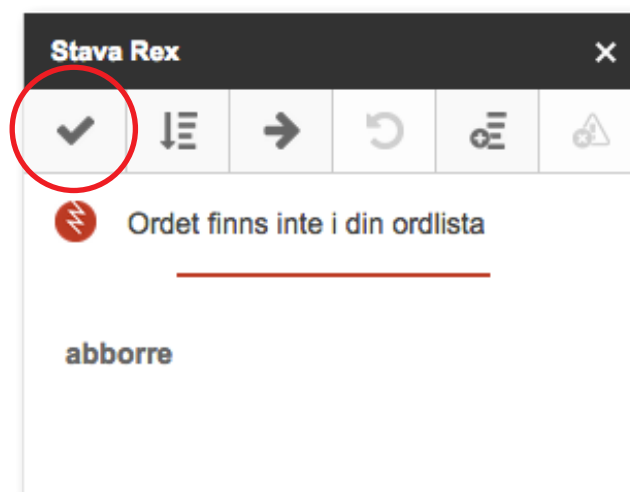 Stava Rex
Ordet finns inte i din ordlista
abborre